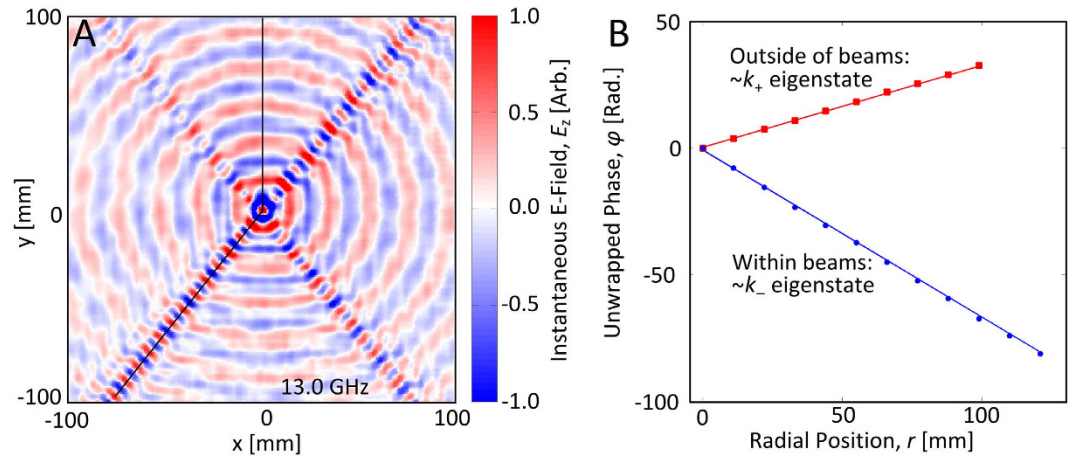 A
100
50
0
-50
-100
-100
0
100
x [mm]
y [mm]
13.0 GHz
1.0
0.5
0.0
-0.5
-1.0
Instantaneous E-Field, E_z [Arb.]
B
Outside of beams:
~k₊ eigenstate
Within beams:
~k₋ eigenstate
0
-50
-100
0
50
100
Unwrapped Phase, φ [Rad.]
Radial Position, r [mm]